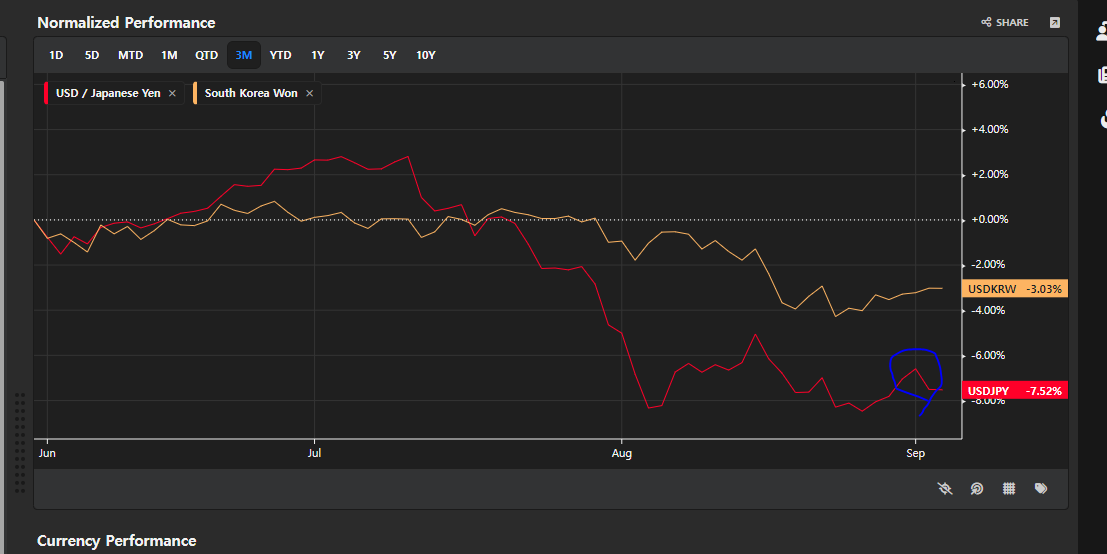 Normalized Performance
SHARE
1D 5D MTD 1M QTD 3M YTD 1Y 3Y 5Y 10Y
USD / Japanese Yen × South Korea Won ×
+6.00%
+4.00%
+2.00%
+0.00%
-2.00%
USDKRW -3.03%
-4.00%
-6.00%
USDJPY -7.52%
-8.00%
Jun Jul Aug Sep
Currency Performance